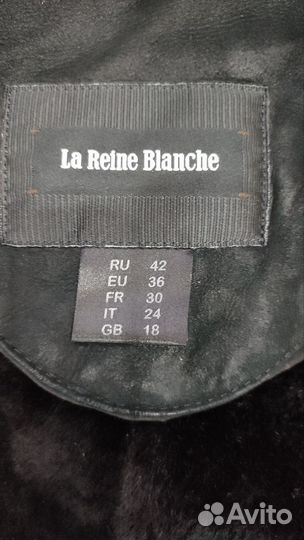 La Reine Blanche
RU 42
EU 36
FR 30
IT 24
GB 18
Avito